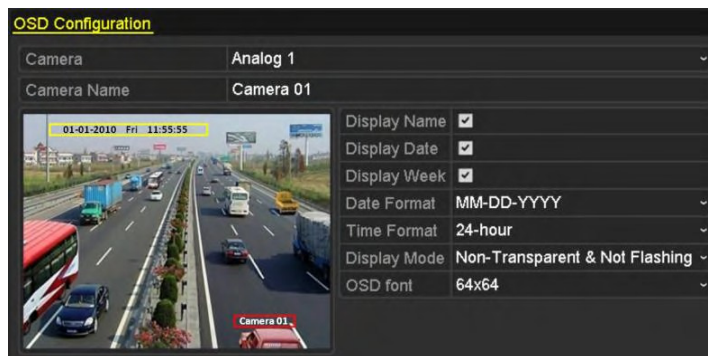 OSD Configuration
Camera Analog 1
Camera Name Camera 01
01-01-2010 Fri 11:55:55
Camera 01
Display Name
Display Date
Display Week
Date Format MM-DD-YYYY
Time Format 24-hour
Display Mode Non-Transparent & Not Flashing
OSD font 64x64